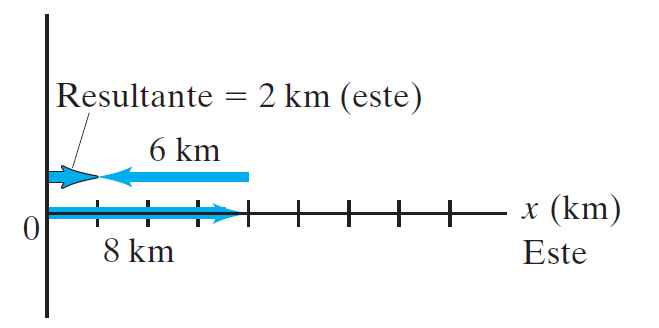 Resultante = 2 km (este)
6 km
x (km)
0
8 km
Este